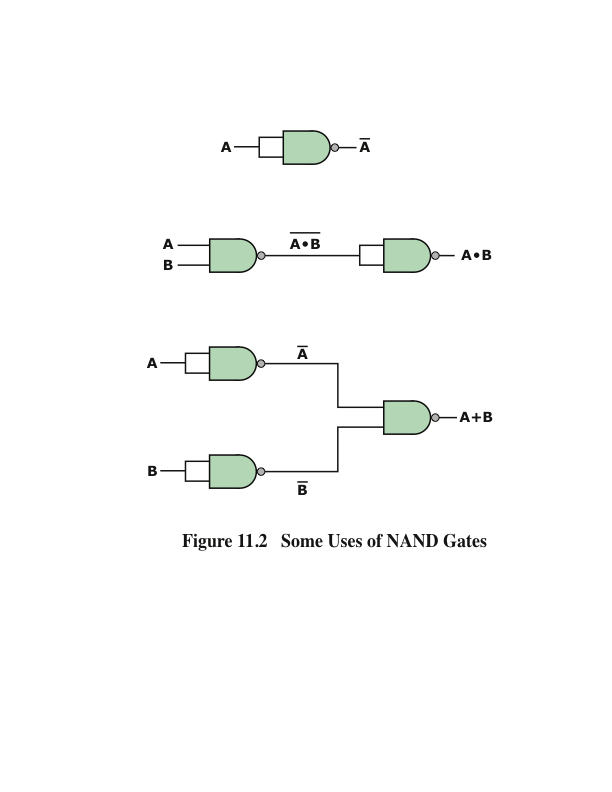 A A̅
A A̅•̅B̅ A•B
B
A A̅
A+B
B B̅
Figure 11.2 Some Uses of NAND Gates